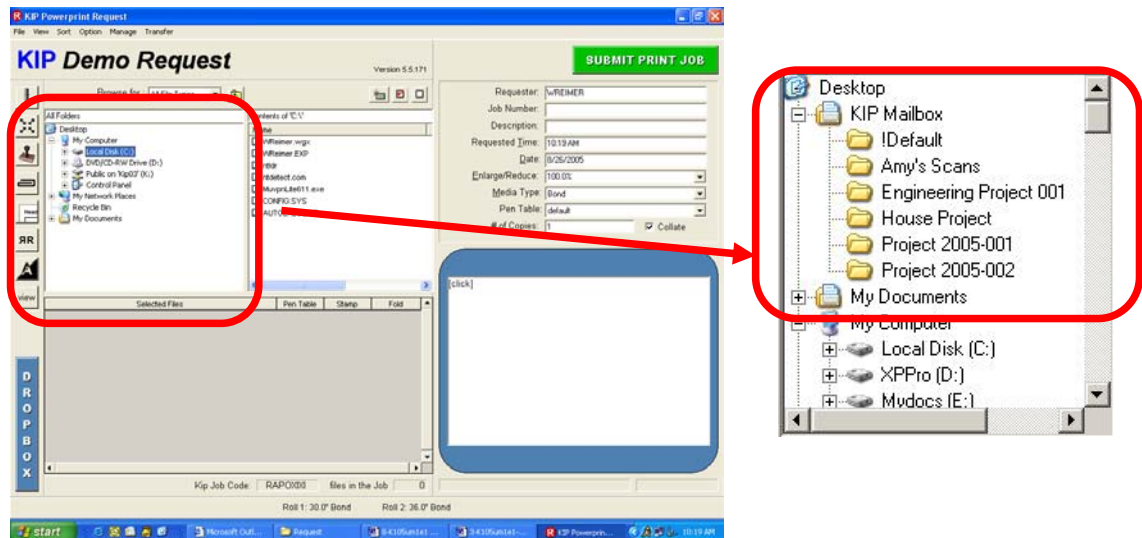 KIP Powerprint Request
File View Sort Option Manage Transfer
KIP Demo Request
Version 5.5.171
SUBMIT PRINT JOB
Browse for:
All Folders
Contents of 'C:\'
Desktop
My Computer
Local Disk (C:)
DVD/CD-RW Drive (D:)
Public on 'Kip03' (K:)
Control Panel
My Network Places
Recycle Bin
My Documents
WReimer.wgx
WReimer EXP
ntldr
ntdetect.com
MuvprLite611.exe
CONFIG.SYS
Requester: WREIMER
Job Number:
Description:
Requested Time: 10:19 AM
Date: 8/26/2005
Enlarge/Reduce: 100.0%
Media Type: Bond
Pen Table: default
# of Copies: 1 Collate
view
[click]
Selected Files Pen Table Stamp Fold
DROPBOX
Kip Job Code: files in the Job 0
Roll 1: 30.0" Bond Roll 2: 36.0" Bond
start Microsoft Outl... Request KIP Powerprin... 10:19 AM
Desktop
KIP Mailbox
!Default
Amy's Scans
Engineering Project 001
House Project
Project 2005-001
Project 2005-002
My Documents
My Computer
Local Disk (C:)
XPPro (D:)
Mydocs (E:)